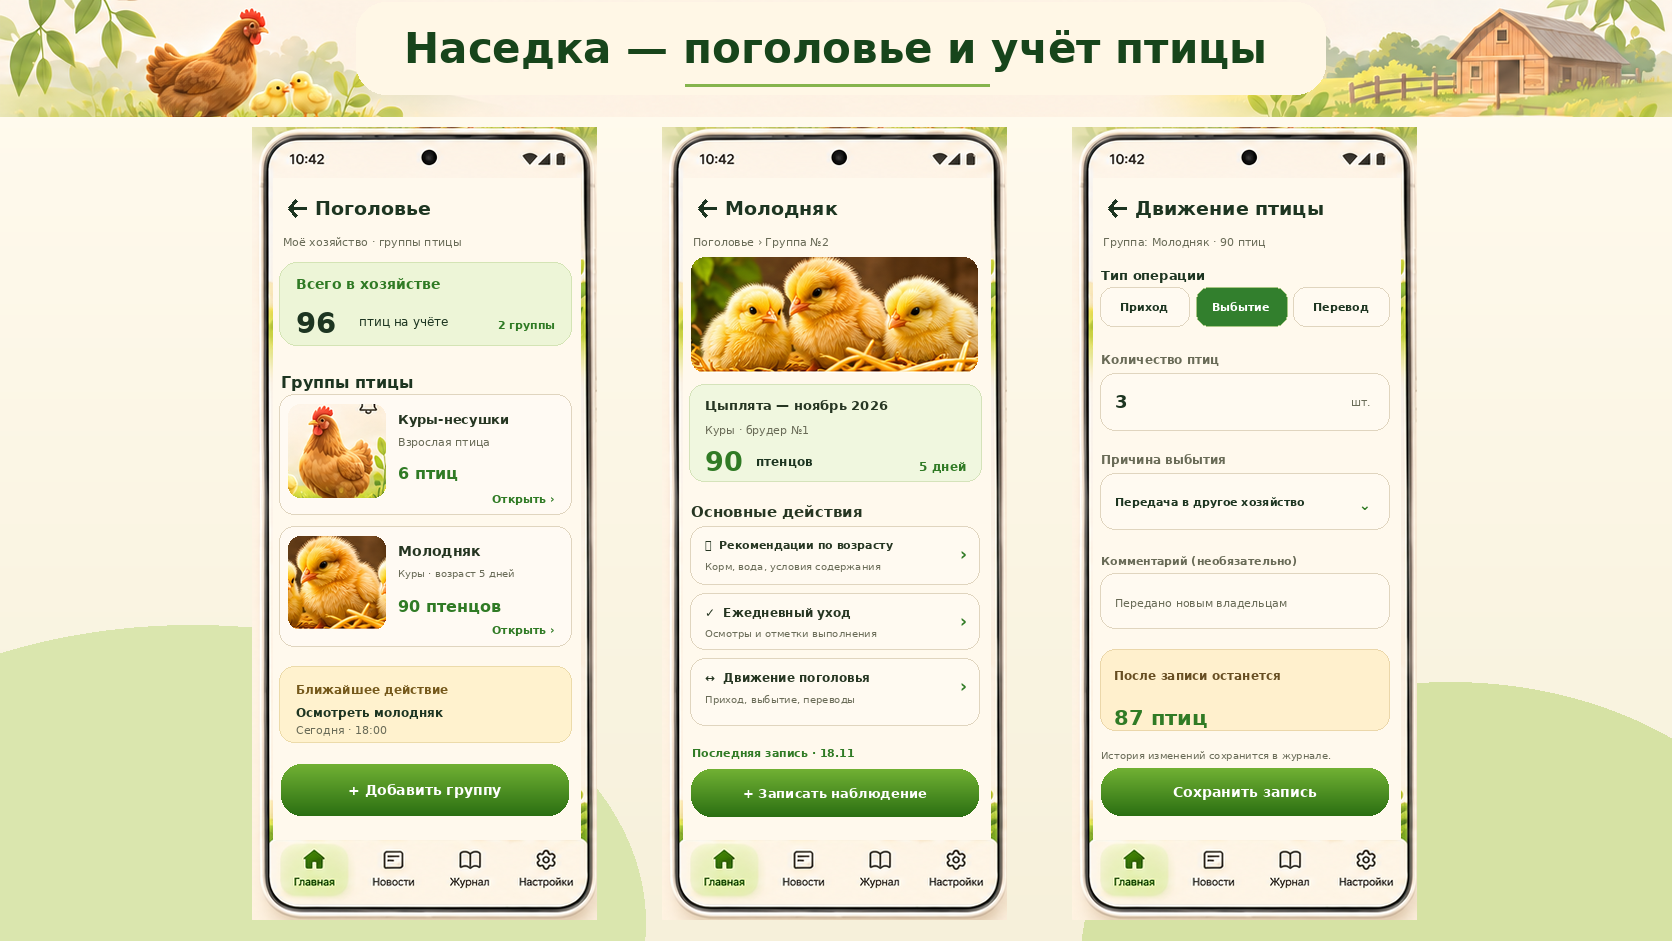 Наседка — поголовье и учёт птицы
10:42
← Поголовье
Моё хозяйство · группы птицы
Всего в хозяйстве
96 птиц на учёте 2 группы
Группы птицы
Куры-несушки
Взрослая птица
6 птиц
Открыть ›
Молодняк
Куры · возраст 5 дней
90 птенцов
Открыть ›
Ближайшее действие
Осмотреть молодняк
Сегодня · 18:00
+ Добавить группу
Главная Новости Журнал Настройки
10:42
← Молодняк
Поголовье › Группа №2
Цыплята — ноябрь 2026
Куры · брудер №1
90 птенцов 5 дней
Основные действия
Рекомендации по возрасту ›
Корм, вода, условия содержания
✓ Ежедневный уход ›
Осмотры и отметки выполнения
↔ Движение поголовья ›
Приход, выбытие, переводы
Последняя запись · 18.11
+ Записать наблюдение
Главная Новости Журнал Настройки
10:42
← Движение птицы
Группа: Молодняк · 90 птиц
Тип операции
Приход Выбытие Перевод
Количество птиц
3 шт.
Причина выбытия
Передача в другое хозяйство
Комментарий (необязательно)
Передано новым владельцам
После записи останется
87 птиц
История изменений сохранится в журнале.
Сохранить запись
Главная Новости Журнал Настройки